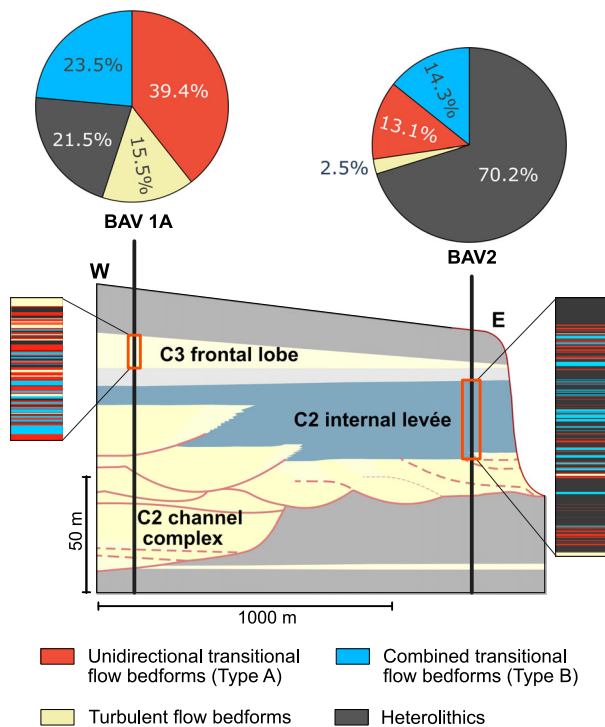 23.5%
39.4%
21.5%
15.5%
BAV 1A
14.3%
13.1%
2.5%
70.2%
BAV2
W
E
C3 frontal lobe
C2 internal levée
C2 channel
complex
50 m
1000 m
Unidirectional transitional
flow bedforms (Type A)
Combined transitional
flow bedforms (Type B)
Turbulent flow bedforms
Heterolithics